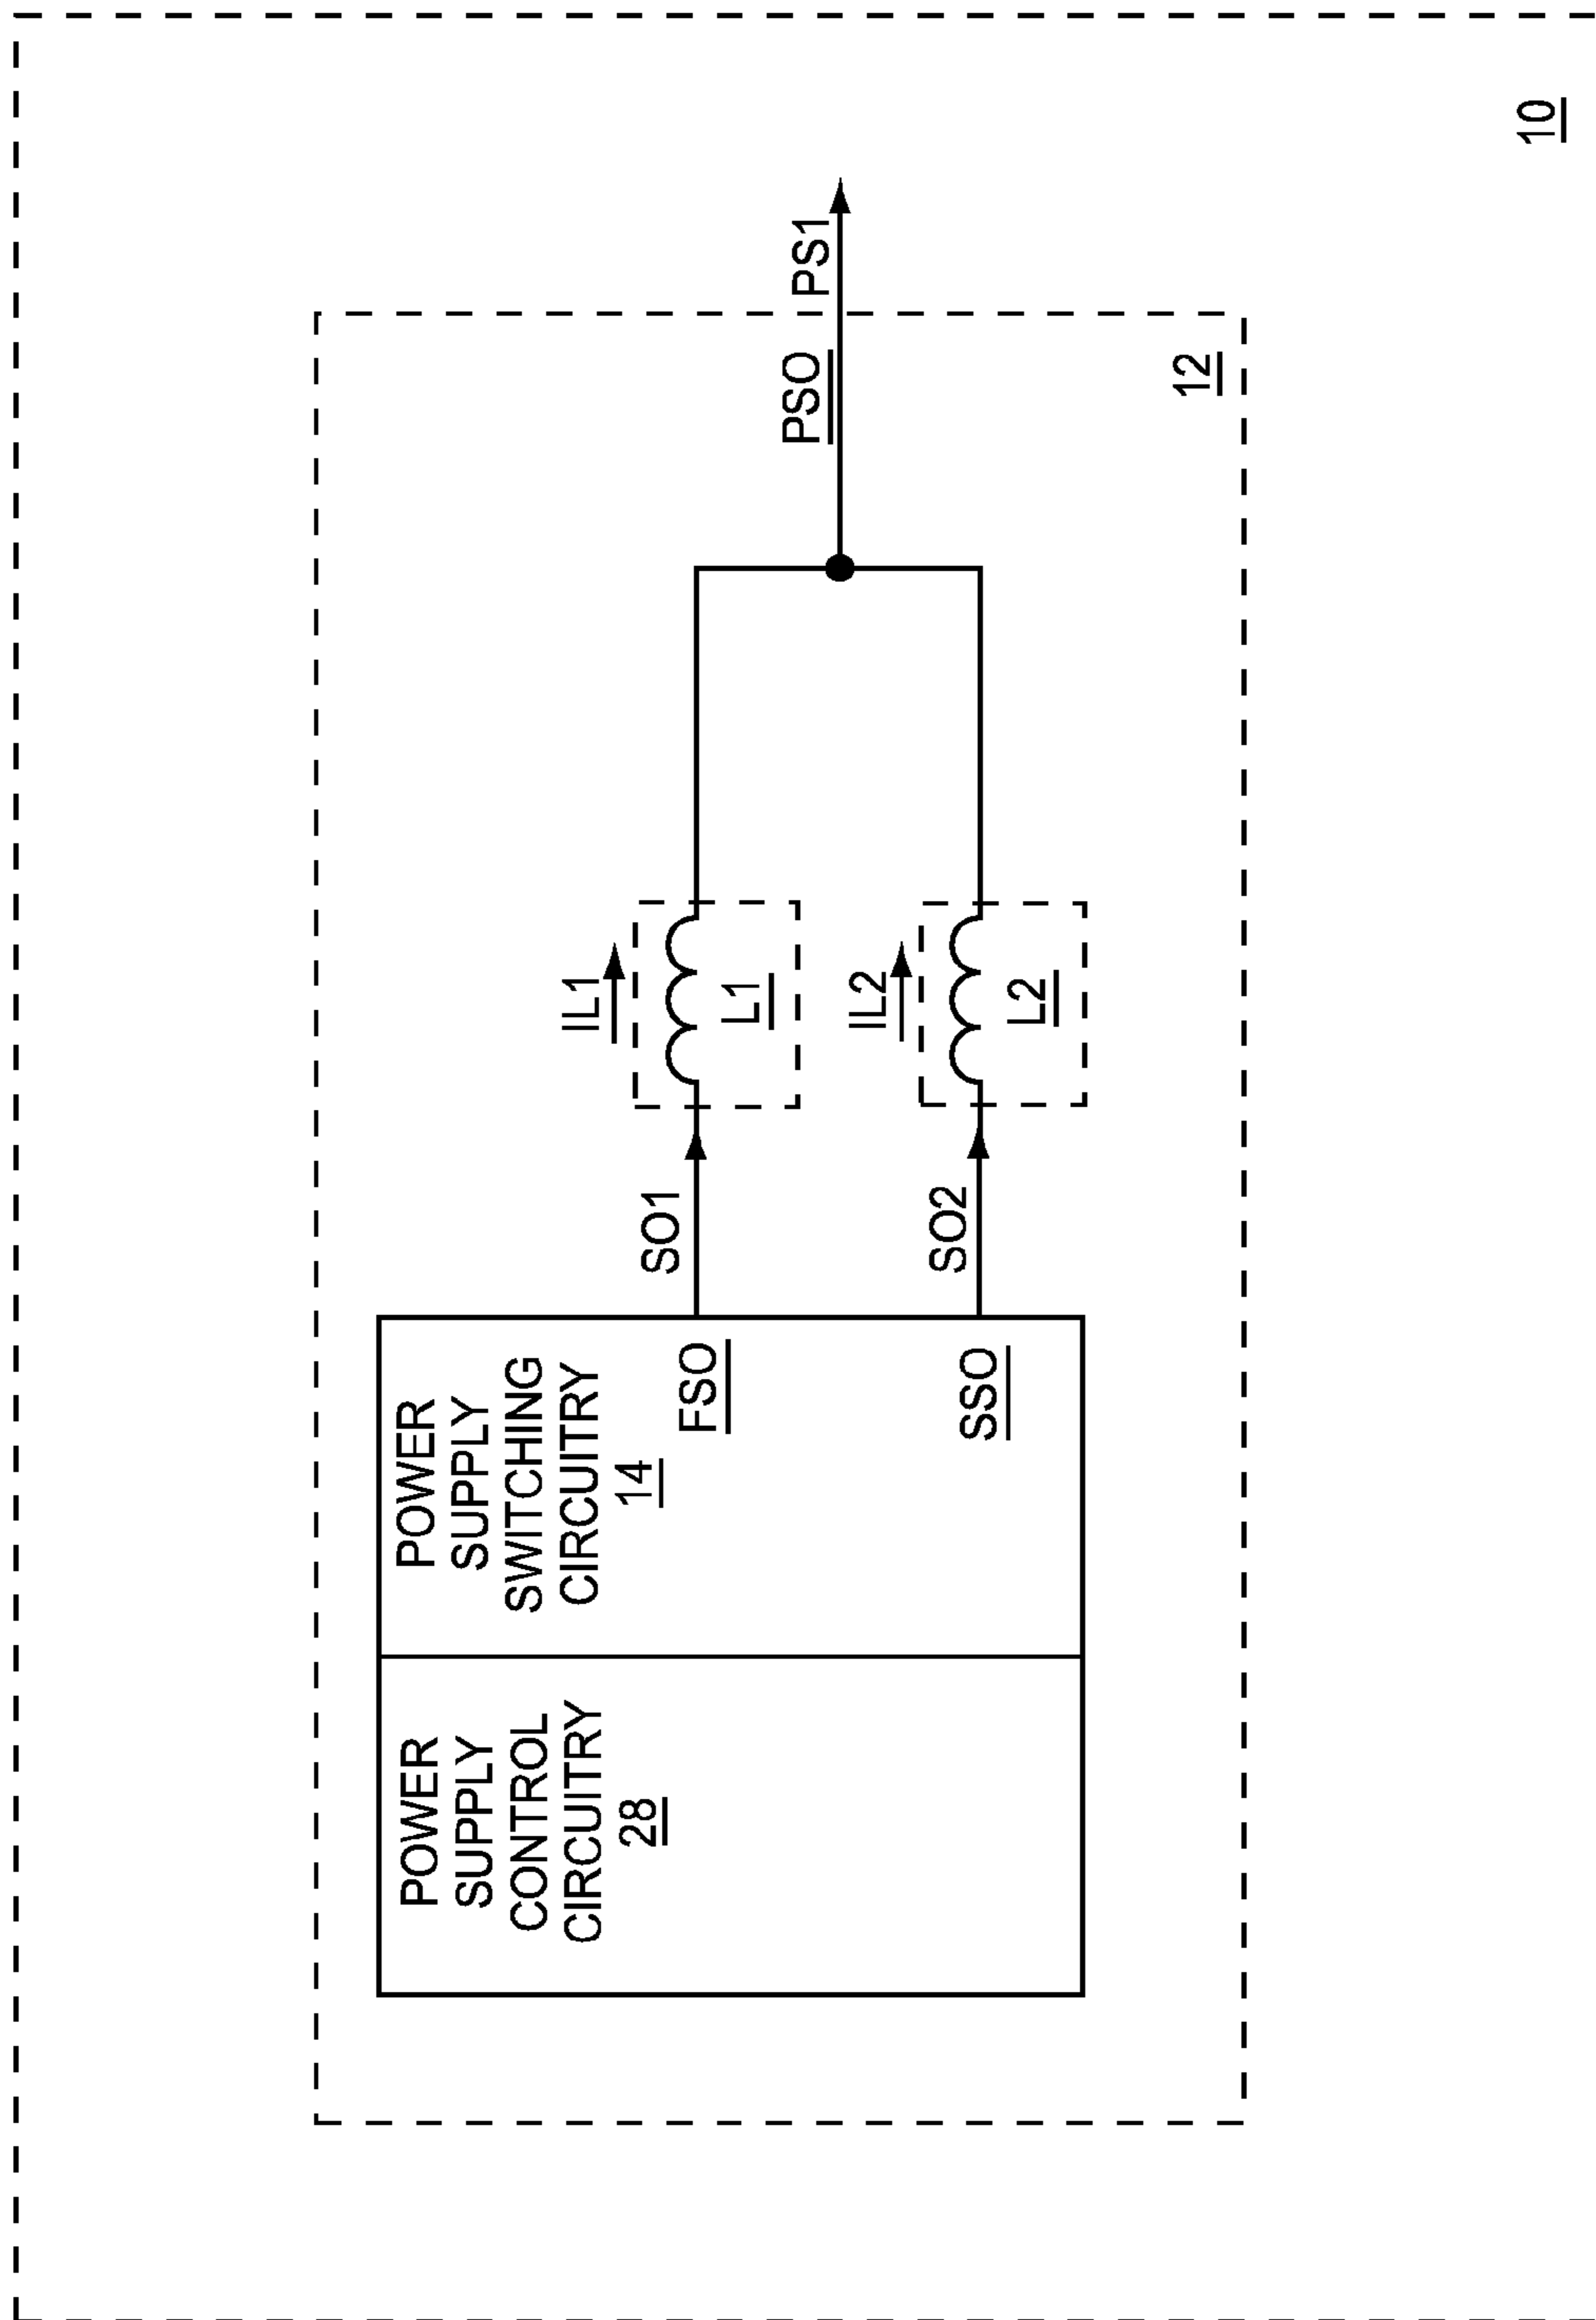 POWER
SUPPLY
CONTROL
CIRCUITRY
28
POWER
SUPPLY
SWITCHING
CIRCUITRY
14
FSO
SSO
SO1
SO2
IL1
L1
IL2
L2
PSO
PS1
12
10